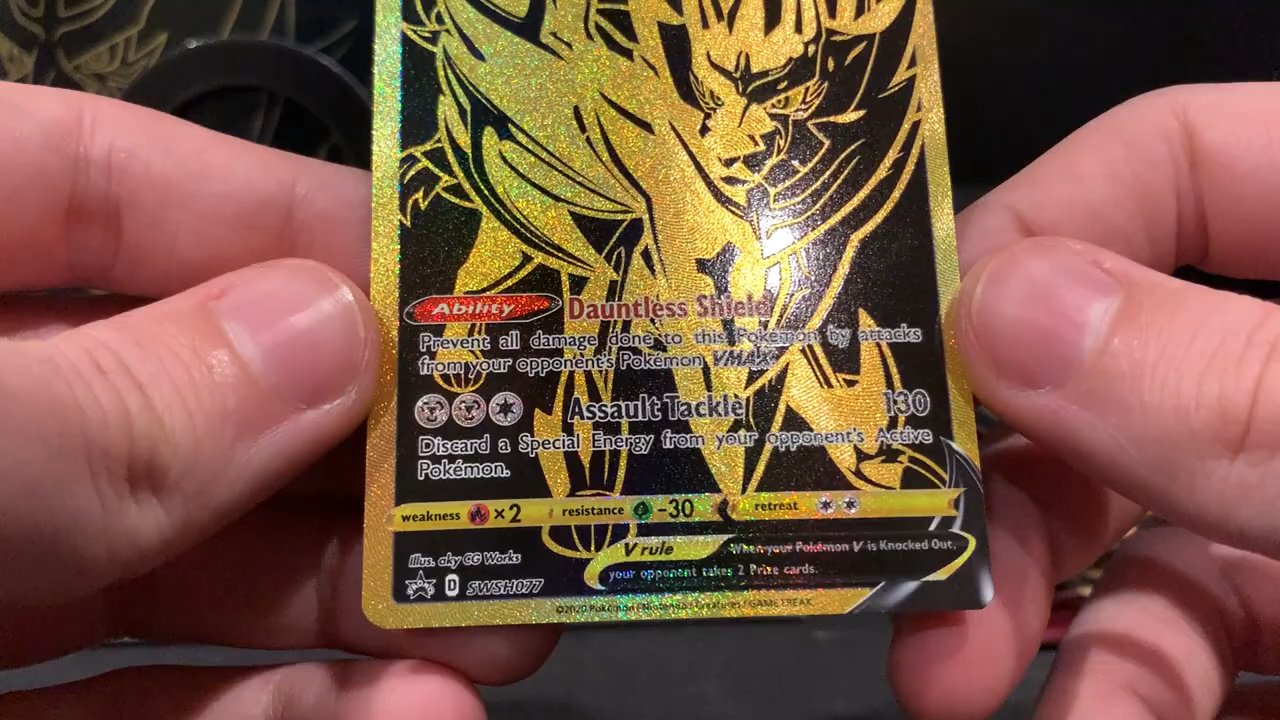 Ability Dauntless Shield
Prevent all damage done to this Pokémon by attacks
from your opponent's Pokémon VMAX.
Assault Tackle 130
Discard a Special Energy from your opponent's Active
Pokémon.
weakness ×2 resistance -30 retreat
Illus. aky CG Works
V rule When your Pokémon V is Knocked Out,
your opponent takes 2 Prize cards.
D SWSH077
©2020 Pokémon / Nintendo / Creatures / GAME FREAK